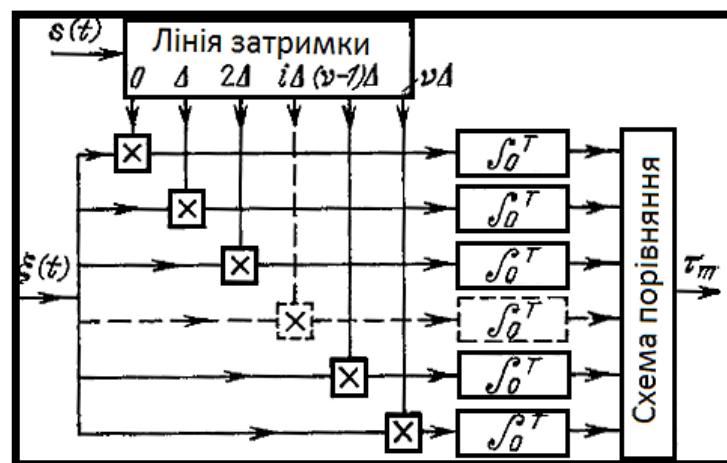 s(t)
Лінія затримки
0 Δ 2Δ iΔ (ν-1)Δ νΔ
× ∫₀ᵀ
× ∫₀ᵀ
× ∫₀ᵀ
ξ(t)
× ∫₀ᵀ
× ∫₀ᵀ
× ∫₀ᵀ
Схема порівняння
τₘ